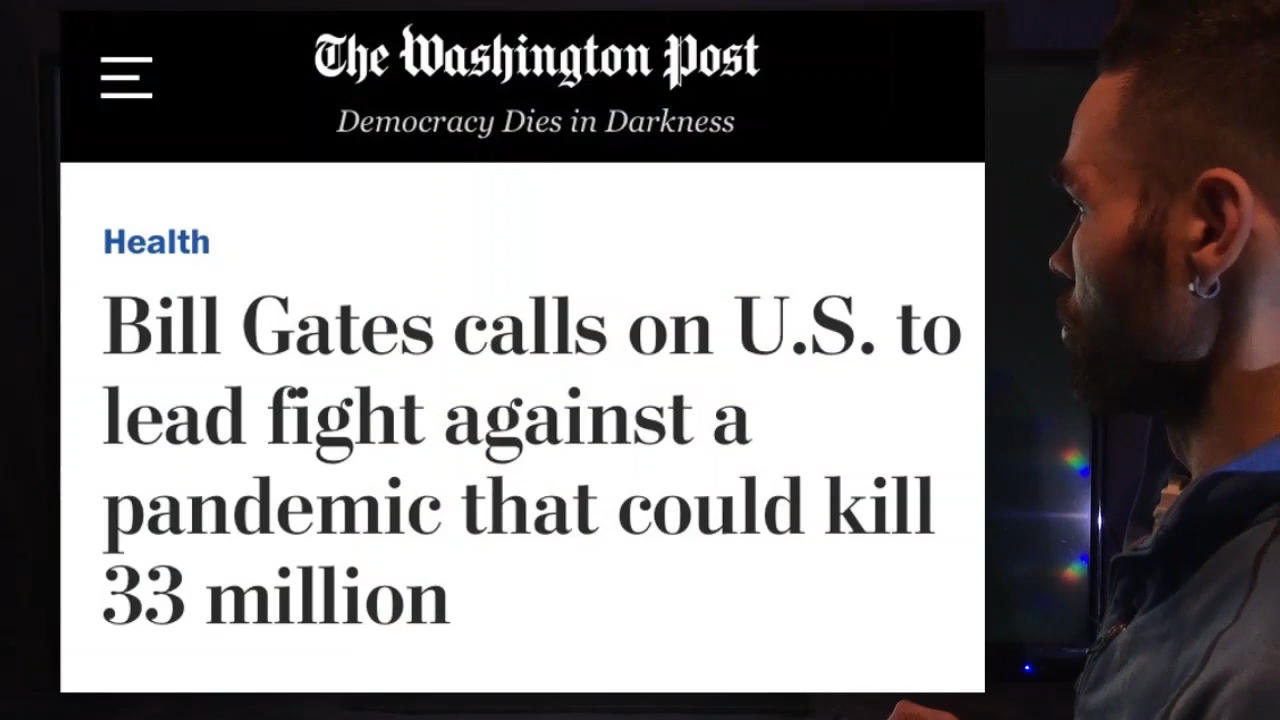 The Washington Post
Democracy Dies in Darkness
Health
Bill Gates calls on U.S. to
lead fight against a
pandemic that could kill
33 million